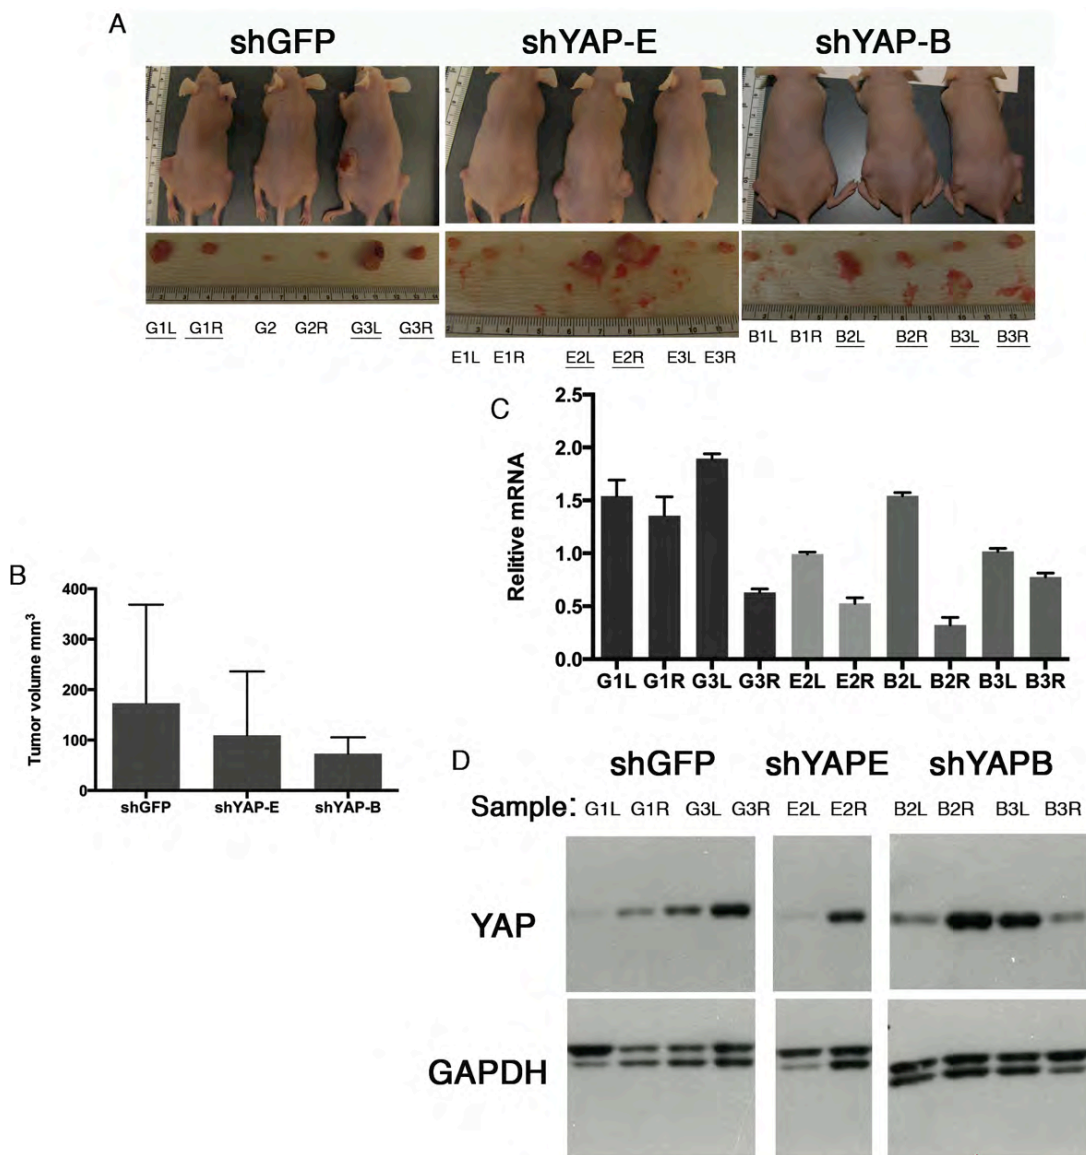 A
shGFP shYAP-E shYAP-B
G1L G1R G2 G2R G3L G3R
E1L E1R E2L E2R E3L E3R
B1L B1R B2L B2R B3L B3R
C
Relitive mRNA
2.5
2.0
1.5
1.0
0.5
0.0
G1L G1R G3L G3R E2L E2R B2L B2R B3L B3R
B
Tumor volume mm³
400
300
200
100
0
shGFP shYAP-E shYAP-B
D
shGFP shYAPE shYAPB
Sample: G1L G1R G3L G3R E2L E2R B2L B2R B3L B3R
YAP
GAPDH